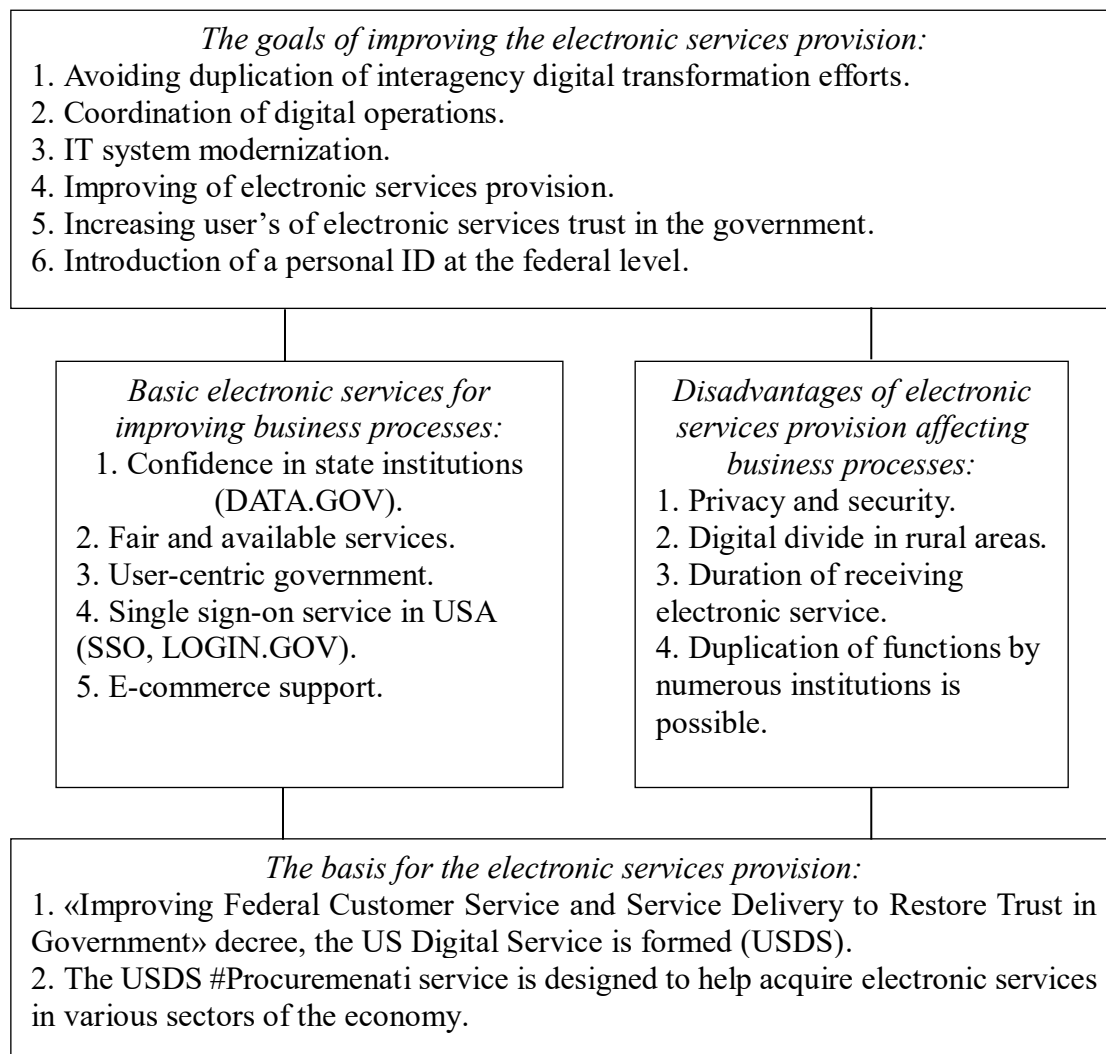 The goals of improving the electronic services provision:
1. Avoiding duplication of interagency digital transformation efforts.
2. Coordination of digital operations.
3. IT system modernization.
4. Improving of electronic services provision.
5. Increasing user’s of electronic services trust in the government.
6. Introduction of a personal ID at the federal level.
Basic electronic services for
improving business processes:
1. Confidence in state institutions
(DATA.GOV).
2. Fair and available services.
3. User-centric government.
4. Single sign-on service in USA
(SSO, LOGIN.GOV).
5. E-commerce support.
Disadvantages of electronic
services provision affecting
business processes:
1. Privacy and security.
2. Digital divide in rural areas.
3. Duration of receiving
electronic service.
4. Duplication of functions by
numerous institutions is
possible.
The basis for the electronic services provision:
1. «Improving Federal Customer Service and Service Delivery to Restore Trust in
Government» decree, the US Digital Service is formed (USDS).
2. The USDS #Procuremenati service is designed to help acquire electronic services
in various sectors of the economy.